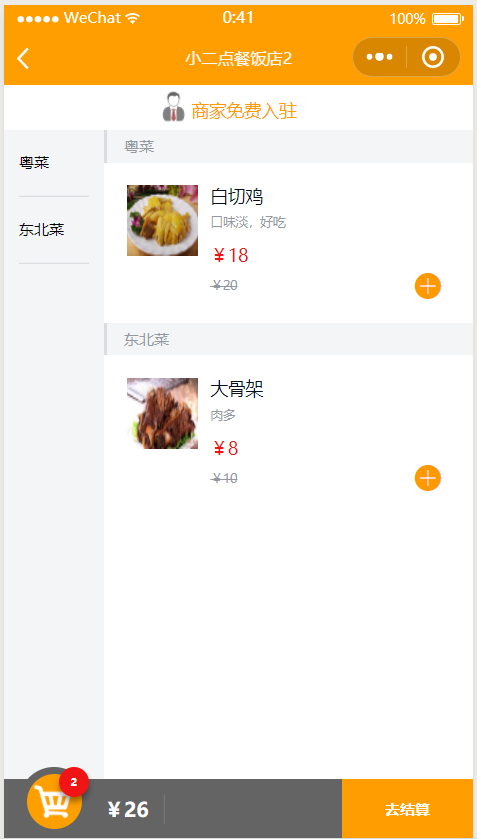 WeChat 0:41 100%
小二点餐饭店2
商家免费入驻
粤菜
东北菜
粤菜
白切鸡
口味淡，好吃
￥18
￥20
东北菜
大骨架
肉多
￥8
￥10
2
￥26
去结算